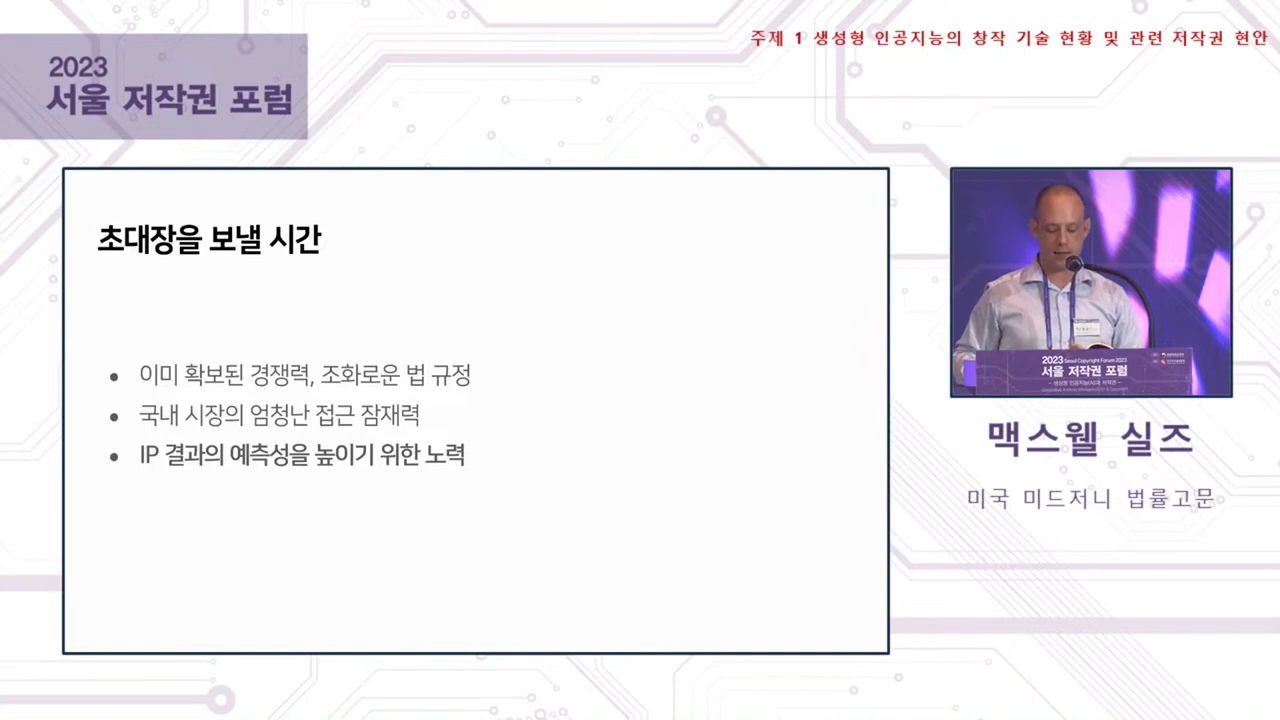 주제 1 생성형 인공지능의 창작 기술 현황 및 관련 저작권 현안
2023
서울 저작권 포럼
초대장을 보낼 시간
• 이미 확보된 경쟁력, 조화로운 법 규정
• 국내 시장의 엄청난 접근 잠재력
• IP 결과의 예측성을 높이기 위한 노력
2023 Seoul Copyright Forum 2023
서울 저작권 포럼
맥스웰 실즈
미국 미드저니 법률고문